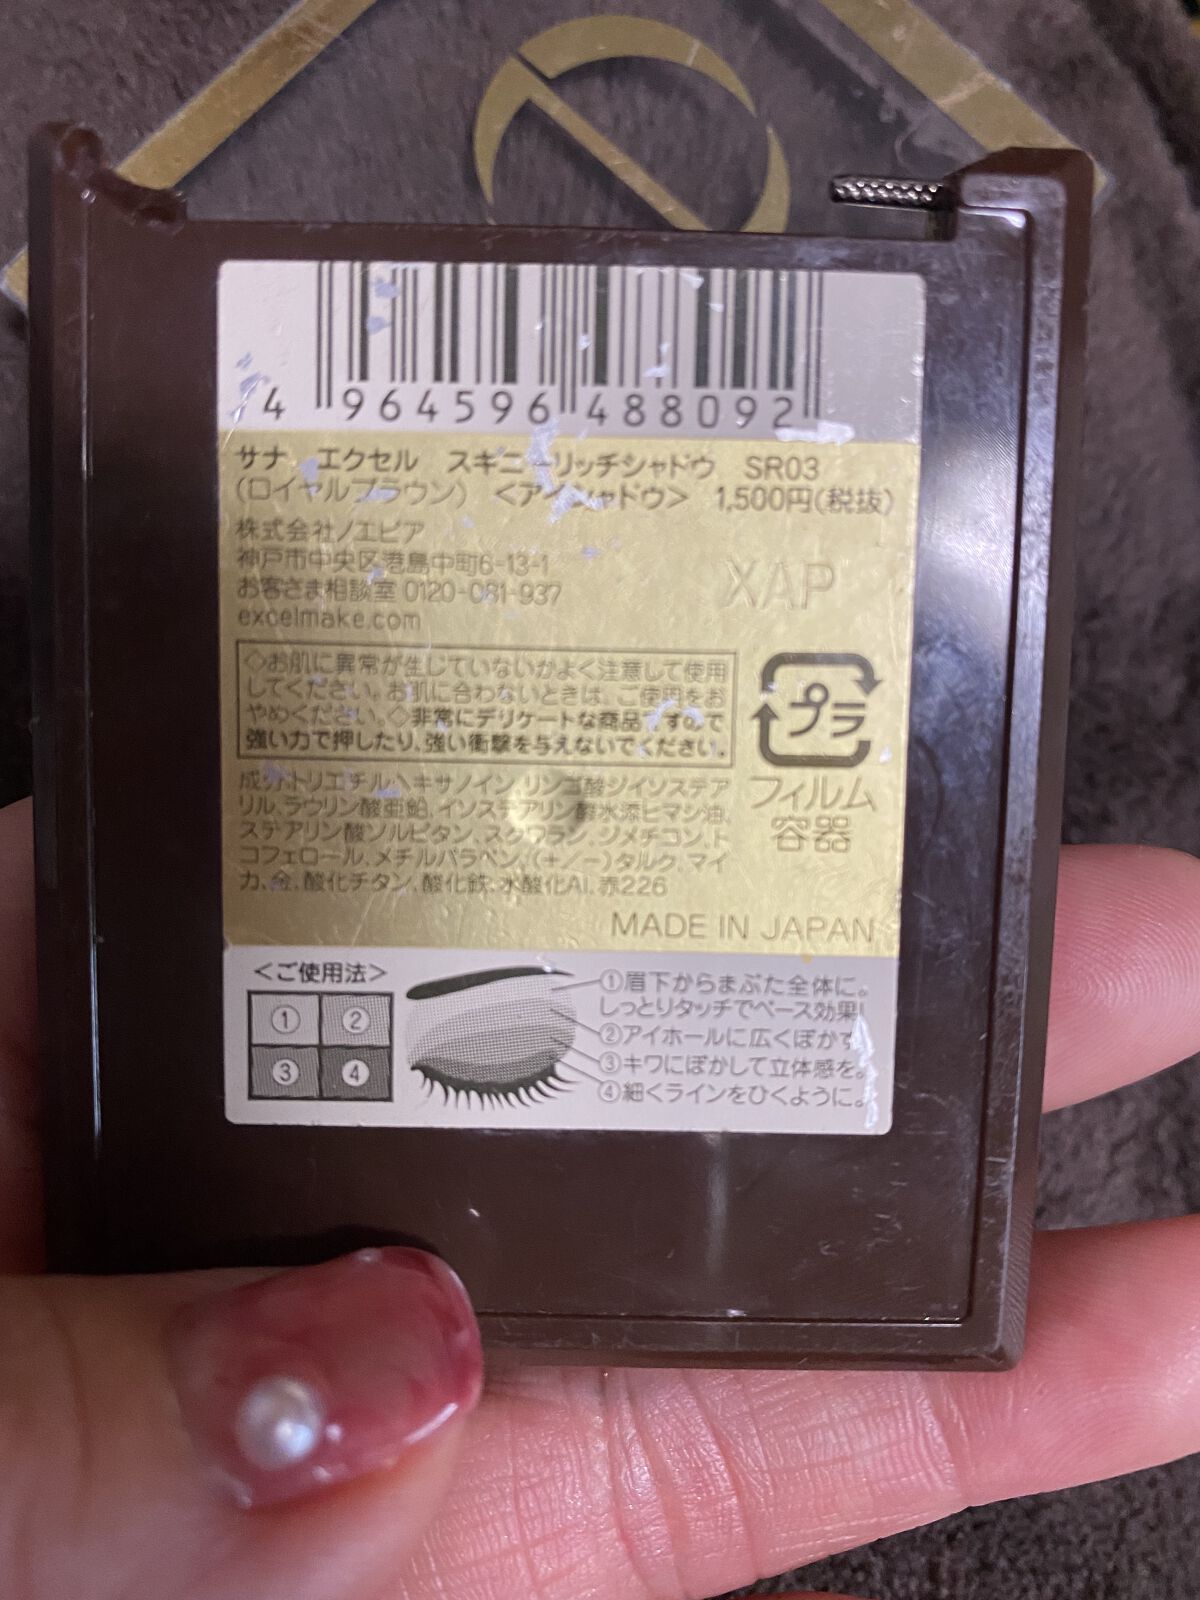 4 964596 488092
サナ エクセル スキニーリッチシャドウ SR03
(ロイヤルブラウン) <アイシャドウ> 1,500円(税抜)
株式会社ノエビア
神戸市中央区港島中町6-13-1
お客さま相談室 0120-081-937
excelmake.com
XAP
◇お肌に異常が生じていないかよく注意して使用
してください。お肌に合わないときは、ご使用をお
やめください。◇非常にデリケートな商品ですので
強い力で押したり、強い衝撃を与えないでください。
プラ
フィルム
容器
成分:トリエチルヘキサノイン、リンゴ酸ジイソステア
リル、ラウリン酸亜鉛、イソステアリン酸水添ヒマシ油、
ステアリン酸ソルビタン、スクワラン、ジメチコン、ト
コフェロール、メチルパラベン、(+/-)タルク、マイ
カ、金、酸化チタン、酸化鉄、水酸化Al、赤226
MADE IN JAPAN
<ご使用法>
① ②
③ ④
①眉下からまぶた全体に。
しっとりタッチでベース効果!
②アイホールに広くぼかす。
③キワにぼかして立体感を。
④細くラインをひくように。